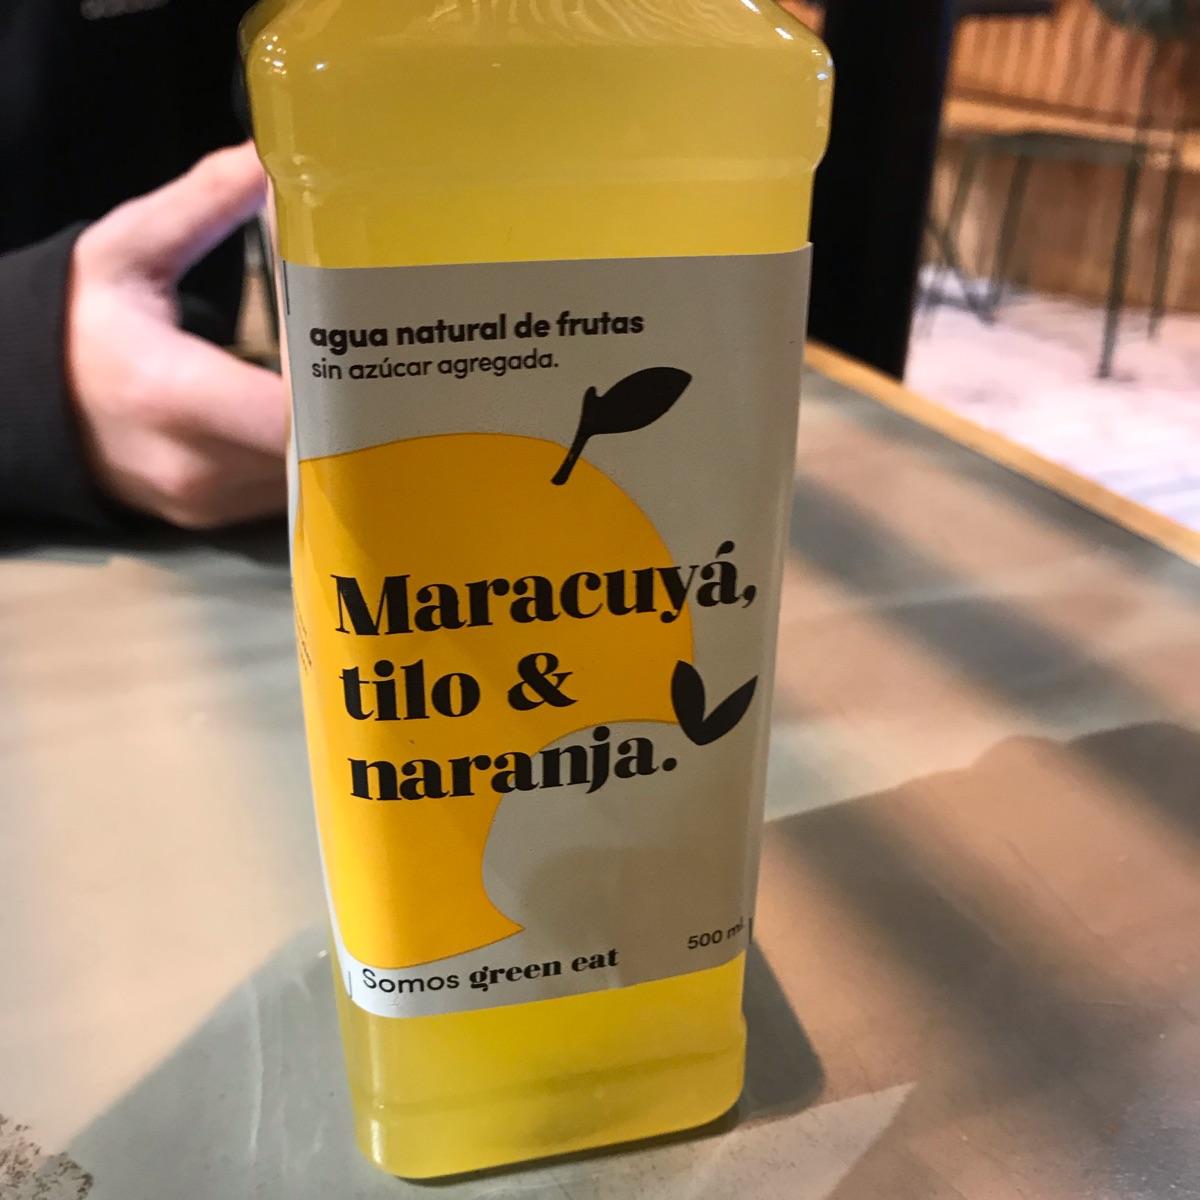 agua natural de frutas
sin azúcar agregada.
Maracuyá,
tilo &
naranja.
500 ml.
Somos green eat